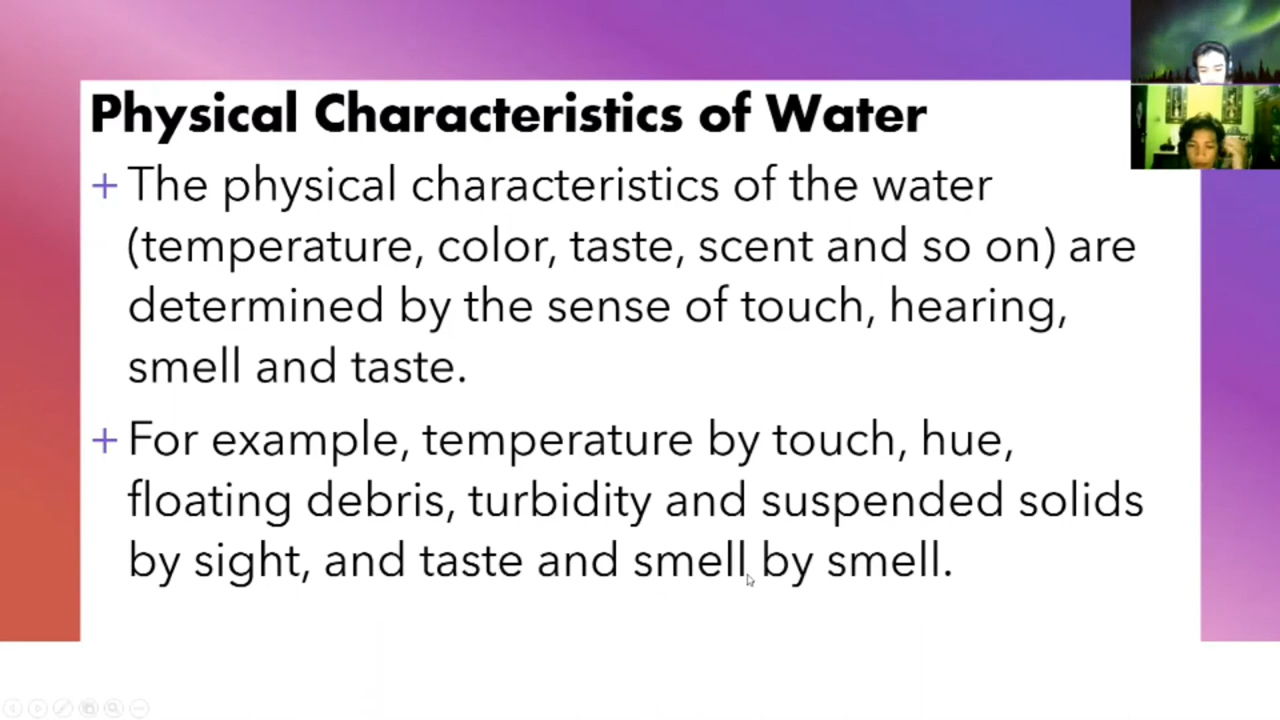 Physical Characteristics of Water
+ The physical characteristics of the water
(temperature, color, taste, scent and so on) are
determined by the sense of touch, hearing,
smell and taste.
+ For example, temperature by touch, hue,
floating debris, turbidity and suspended solids
by sight, and taste and smell by smell.